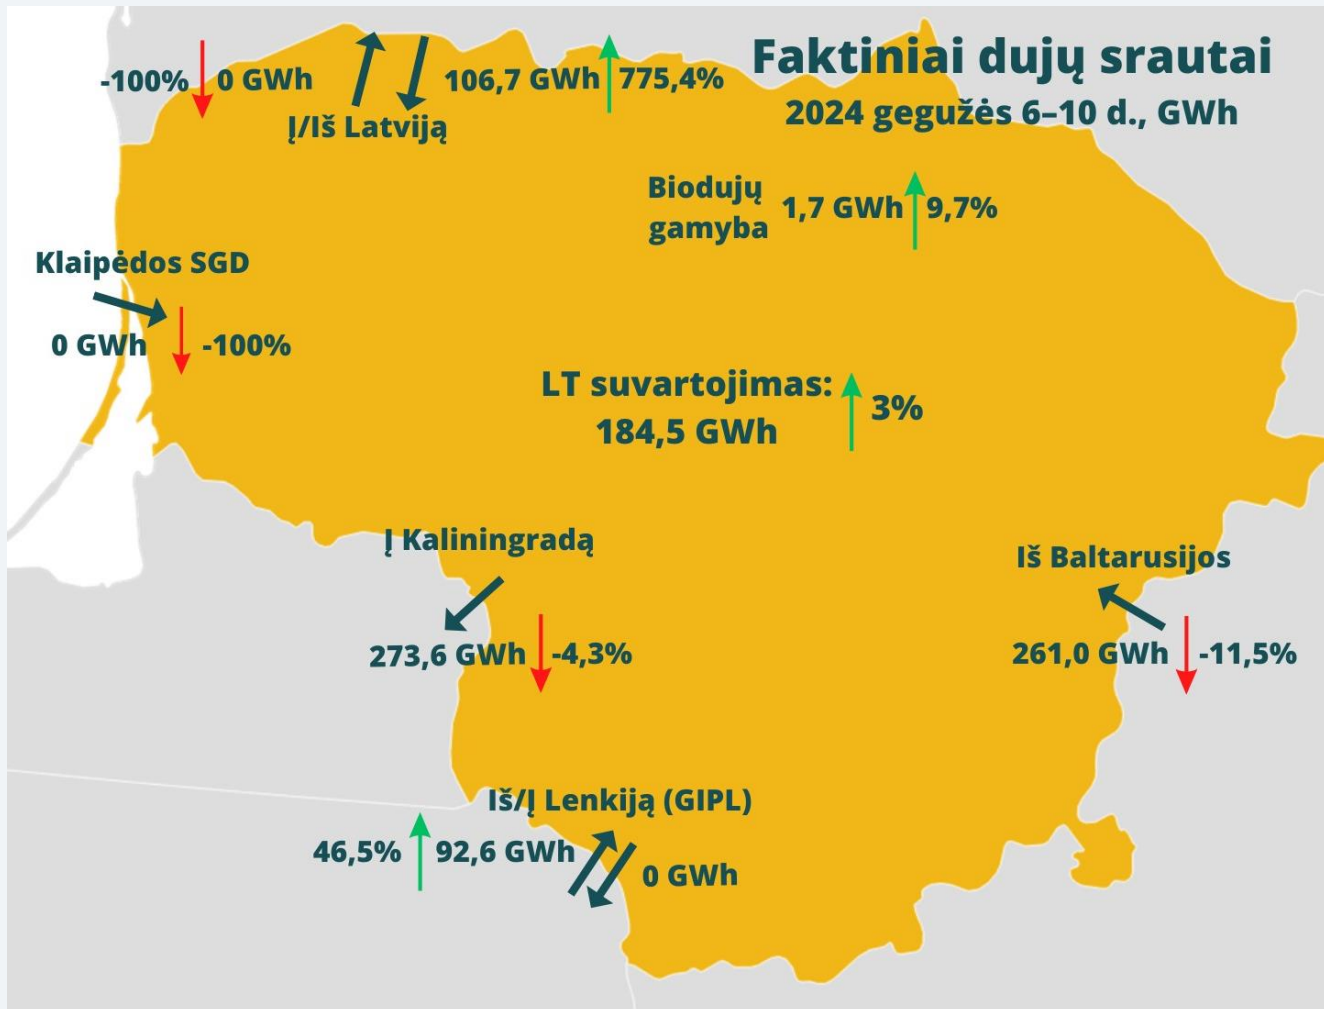 Faktiniai dujų srautai
2024 gegužės 6–10 d., GWh
-100% 0 GWh
Į/Iš Latviją
106,7 GWh 775,4%
Biodujų
gamyba
1,7 GWh 9,7%
Klaipėdos SGD
0 GWh -100%
LT suvartojimas:
184,5 GWh
3%
Į Kaliningradą
273,6 GWh -4,3%
Iš Baltarusijos
261,0 GWh -11,5%
Iš/Į Lenkiją (GIPL)
46,5% 92,6 GWh
0 GWh